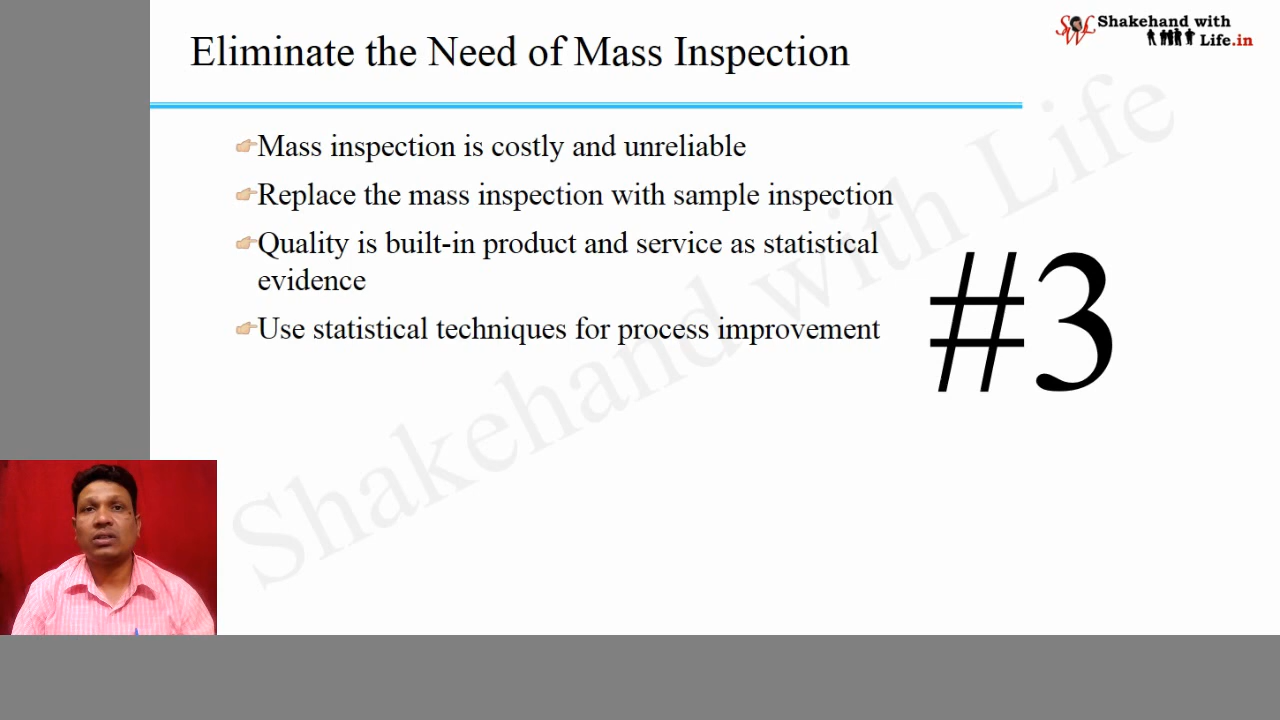 Eliminate the Need of Mass Inspection
Shakehand with
Life.in
SWL
Mass inspection is costly and unreliable
Replace the mass inspection with sample inspection
Quality is built-in product and service as statistical
evidence
Use statistical techniques for process improvement
#3
Shakehand with Life